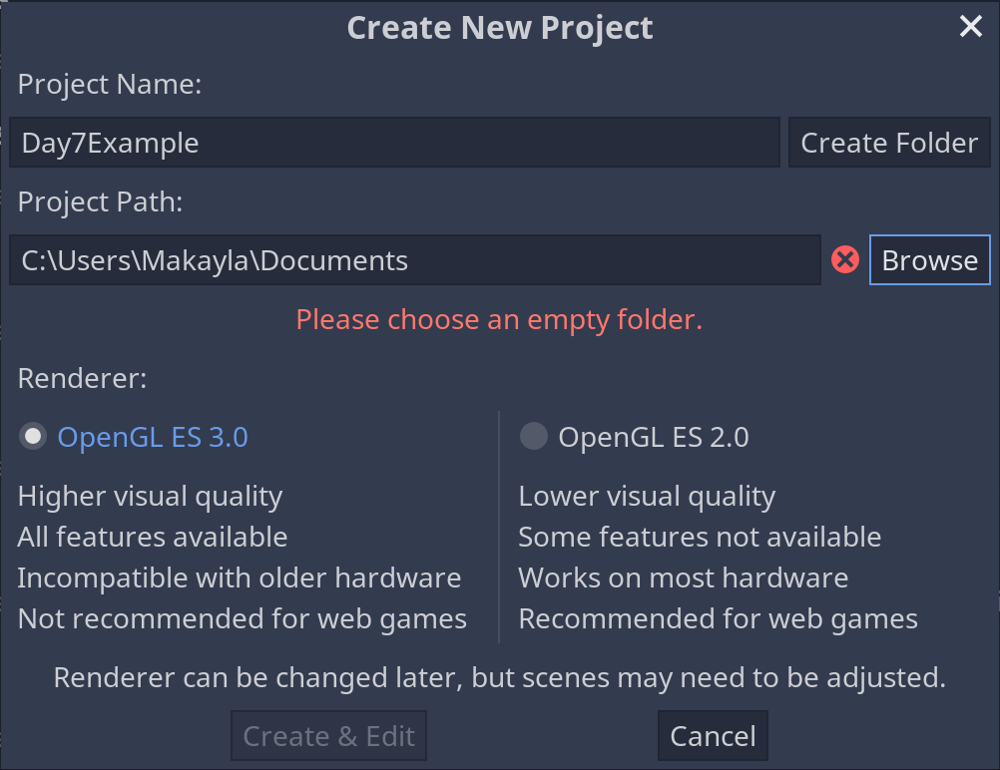 Create New Project
Project Name:
Day7Example
Create Folder
Project Path:
C:\Users\Makayla\Documents
Browse
Please choose an empty folder.
Renderer:
OpenGL ES 3.0
Higher visual quality
All features available
Incompatible with older hardware
Not recommended for web games
OpenGL ES 2.0
Lower visual quality
Some features not available
Works on most hardware
Recommended for web games
Renderer can be changed later, but scenes may need to be adjusted.
Create & Edit
Cancel